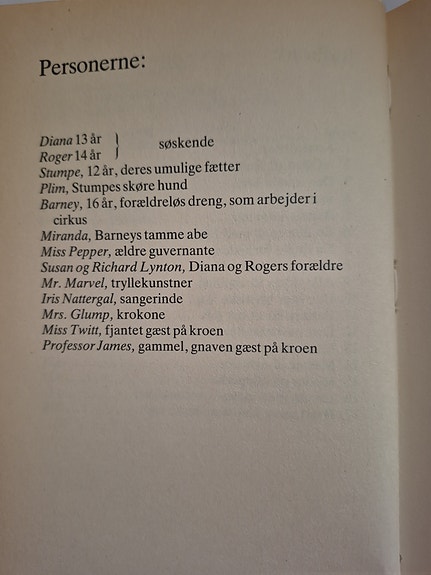 Personerne:
Diana 13 år
søskende
Roger 14 år
Stumpe, 12 år, deres umulige fætter
Plim, Stumpes skøre hund
Barney, 16 år, forældreløs dreng, som arbejder i
cirkus
Miranda, Barneys tamme abe
Miss Pepper, ældre guvernante
Susan og Richard Lynton, Diana og Rogers forældre
Mr. Marvel, tryllekunstner
Iris Nattergal, sangerinde
Mrs. Glump, krokone
Miss Twitt, fjantet gæst på kroen
Professor James, gammel, gnaven gæst på kroen